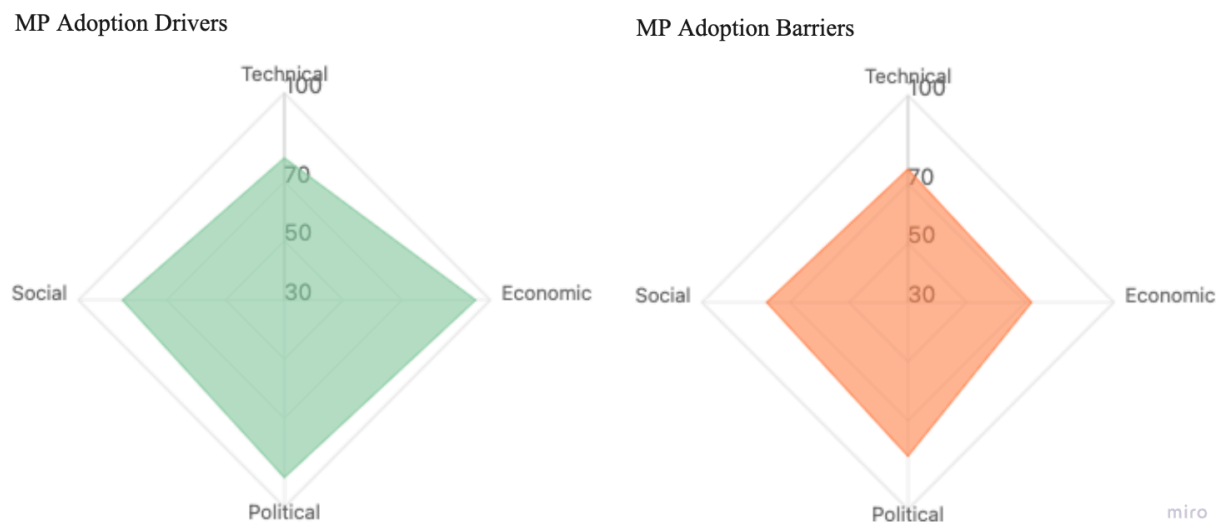 MP Adoption Drivers
Technical
100
70
50
30
Social
Economic
Political
MP Adoption Barriers
Technical
100
70
50
30
Social
Economic
Political
miro